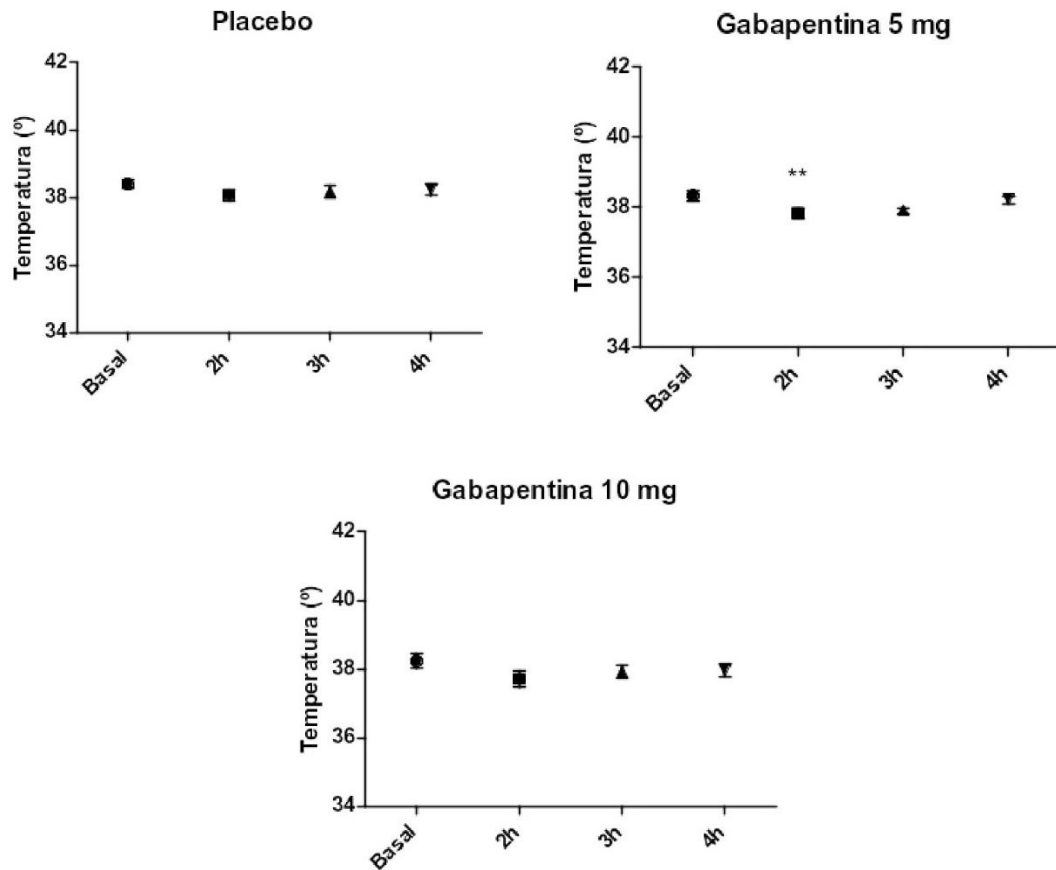 Placebo
Temperatura (º)
42
40
38
36
34
Basal
2h
3h
4h
Gabapentina 5 mg
Temperatura (º)
42
40
38
36
34
**
Basal
2h
3h
4h
Gabapentina 10 mg
Temperatura (º)
42
40
38
36
34
Basal
2h
3h
4h